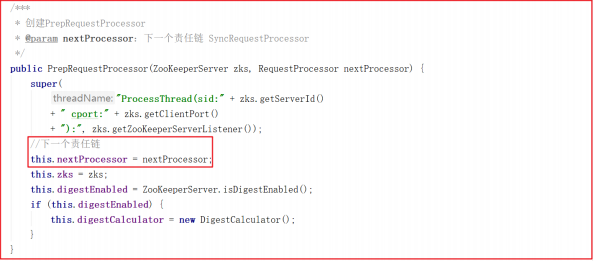 /***
 * 创建PrepRequestProcessor
 * @param nextProcessor: 下一个责任链 SyncRequestProcessor
 */
public PrepRequestProcessor(ZooKeeperServer zks, RequestProcessor nextProcessor) {
    super(
        threadName: "ProcessThread(sid:" + zks.getServerId()
        + " cport:" + zks.getClientPort()
        + "):", zks.getZooKeeperServerListener());
    //下一个责任链
    this.nextProcessor = nextProcessor;
    this.zks = zks;
    this.digestEnabled = ZooKeeperServer.isDigestEnabled();
    if (this.digestEnabled) {
        this.digestCalculator = new DigestCalculator();
    }
}